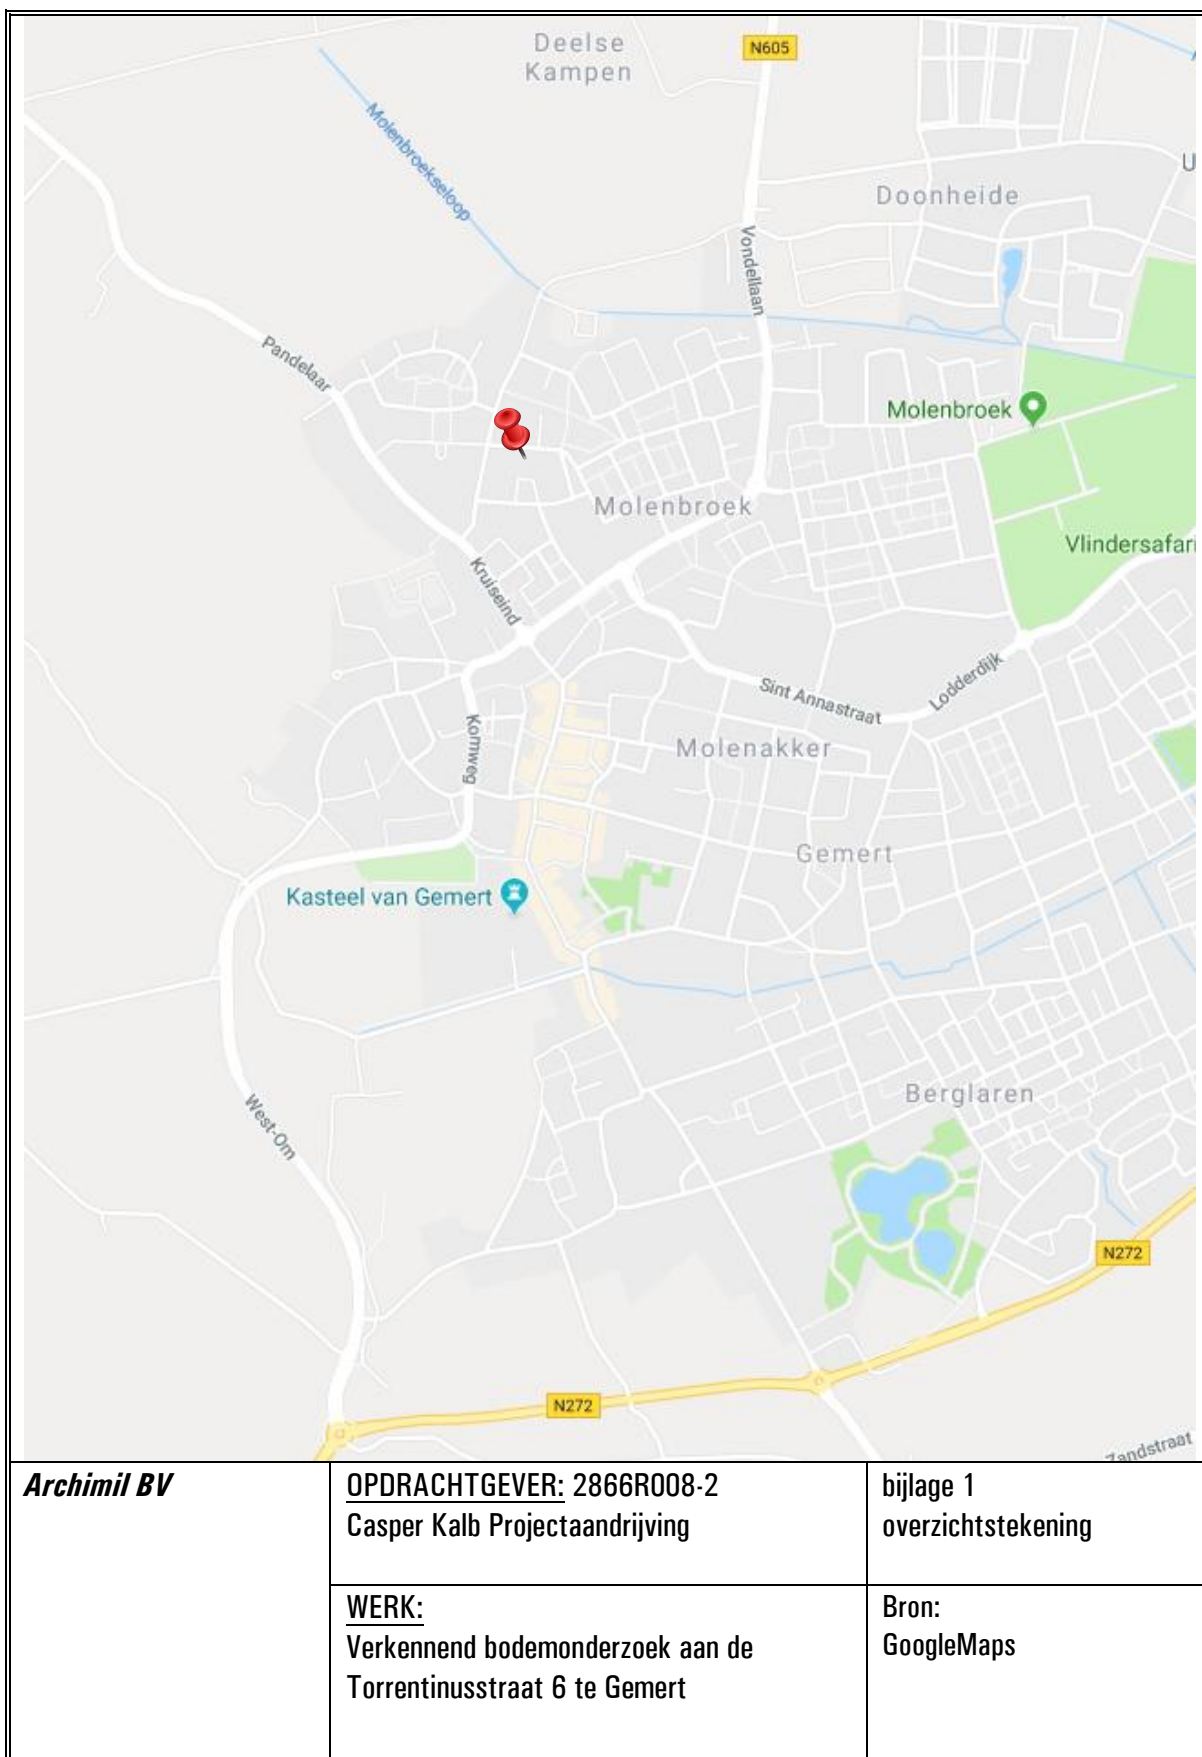 Deelse
Kampen
N605
Molenbroekseloop
Doonheide
U
Vondellaan
Pandelaar
Molenbroek
Molenbroek
Vlindersafari
Kruiseind
Sint Annastraat
Lodderdijk
Komweg
Molenakker
Gemert
Kasteel van Gemert
Berglaren
West-Om
N272
N272
Zandstraat
Archimil BV
OPDRACHTGEVER: 2866R008-2
Casper Kalb Projectaandrijving
bijlage 1
overzichtstekening
WERK:
Verkennend bodemonderzoek aan de
Torrentinusstraat 6 te Gemert
Bron:
GoogleMaps